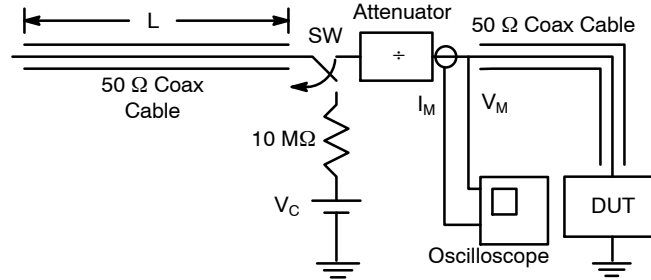 L
SW
Attenuator
÷
50 Ω Coax Cable
50 Ω Coax
Cable
I_M
V_M
10 MΩ
V_C
DUT
Oscilloscope